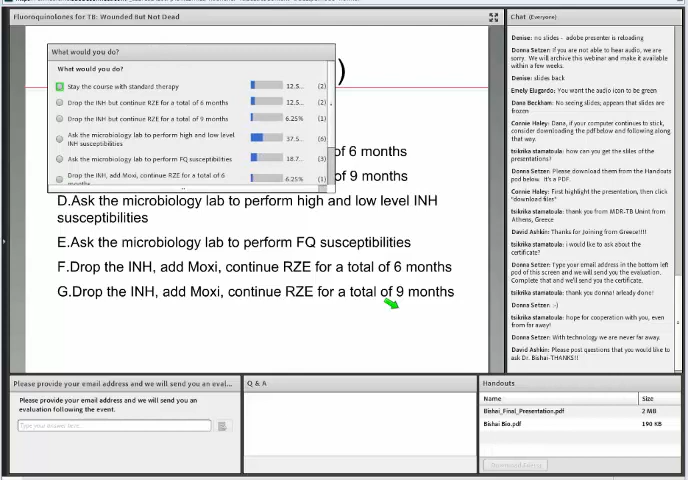 Fluoroquinolones for TB: Wounded But Not Dead
What would you do?
What would you do?
Stay the course with standard therapy 12.5... (2)
Drop the INH but continue RZE for a total of 6 months 12.5... (2)
Drop the INH but continue RZE for a total of 9 months 6.25% (1)
Ask the microbiology lab to perform high and low level 37.5... (6)
INH susceptibilities
Ask the microbiology lab to perform FQ susceptibilities 18.7... (3)
Drop the INH, add Moxi, continue RZE for a total of 6 6.25% (1)
months
)
of 6 months
of 9 months
D.Ask the microbiology lab to perform high and low level INH
susceptibilities
E.Ask the microbiology lab to perform FQ susceptibilities
F.Drop the INH, add Moxi, continue RZE for a total of 6 months
G.Drop the INH, add Moxi, continue RZE for a total of 9 months
Chat (Everyone)
Denise: no slides - adobe presenter is reloading
Donna Setzer: If you are not able to hear audio, we are
sorry. We will archive this webinar and make it available
within a few weeks.
Denise: slides back
Emely Elugardo: You want the audio icon to be green
Dana Beckham: No seeing slides; appears that slides are
frozen
Connie Haley: Dana, if your computer continues to stick,
consider downloading the pdf below and following along
that way.
tsikrika stamatoula: how can you get the slides of the
presentations?
Donna Setzer: Please download them from the Handouts
pod below. It's a PDF.
Connie Haley: First highlight the presentation, then click
"download files"
tsikrika stamatoula: thank you from MDR-TB Unint from
Athens, Greece
David Ashkin: Thanks for Joining from Greece!!!!
tsikrika stamatoula: i would like to ask about the
certificate?
Donna Setzer: Type your email address in the bottom left
pod of this screen and we will send you the evaluation.
Complete that and we'll send you the certificate.
tsikrika stamatoula: thank you donna! already done!
Donna Setzer: :-)
tsikrika stamatoula: hope for cooperation with you, even
from far away!
Donna Setzer: With technology we are never far away.
David Ashkin: Please post questions that you would like to
ask Dr. Bishai-THANKS!!
Please provide your email address and we will send you an eval...
Please provide your email address and we will send you an
evaluation following the event.
Type your answer here...
Q & A
Handouts
Name Size
Bishai_Final_Presentation.pdf 2 MB
Bishai Bio.pdf 190 KB
Download File(s)